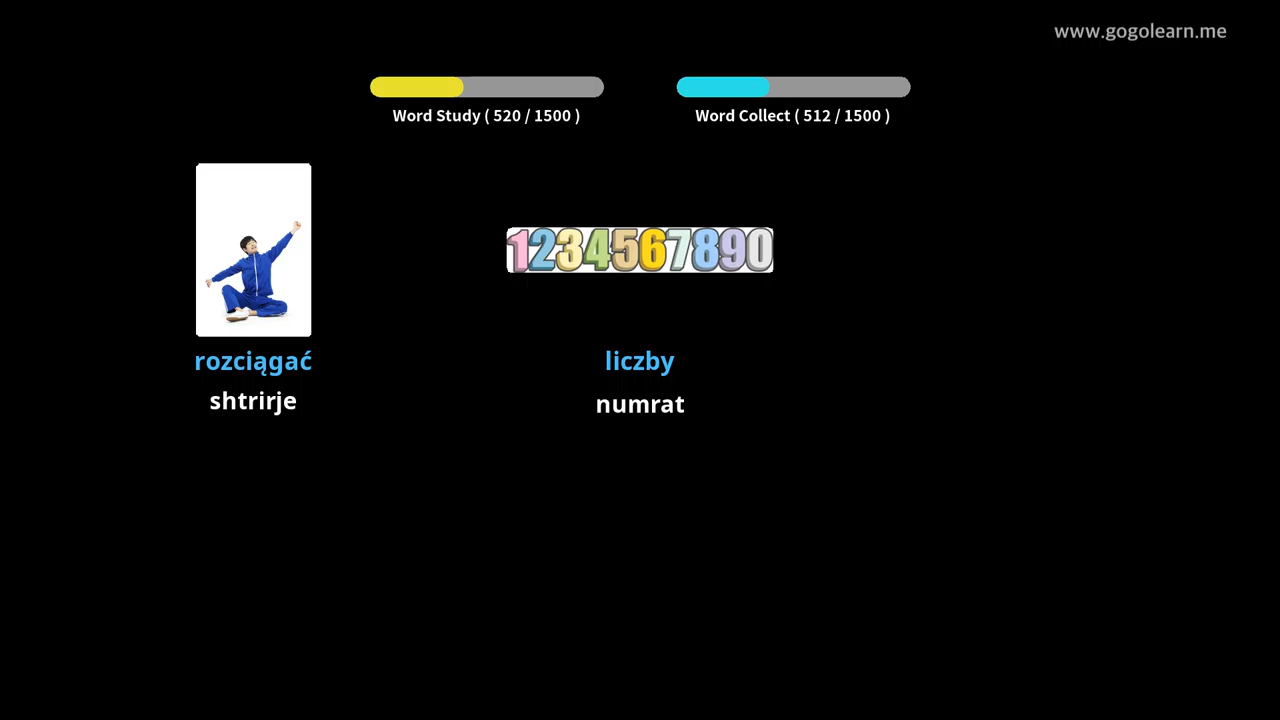 www.gogolearn.me
Word Study ( 520 / 1500 )
Word Collect ( 512 / 1500 )
1234567890
rozciągać
liczby
shtrirje
numrat